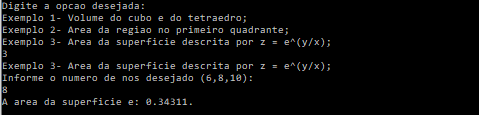 Digite a opcao desejada:
Exemplo 1- Volume do cubo e do tetraedro;
Exemplo 2- Area da regiao no primeiro quadrante;
Exemplo 3- Area da superficie descrita por z = e^(y/x);
3
Exemplo 3- Area da superficie descrita por z = e^(y/x);
Informe o numero de nos desejado (6,8,10):
8
A area da superficie e: 0.34311.